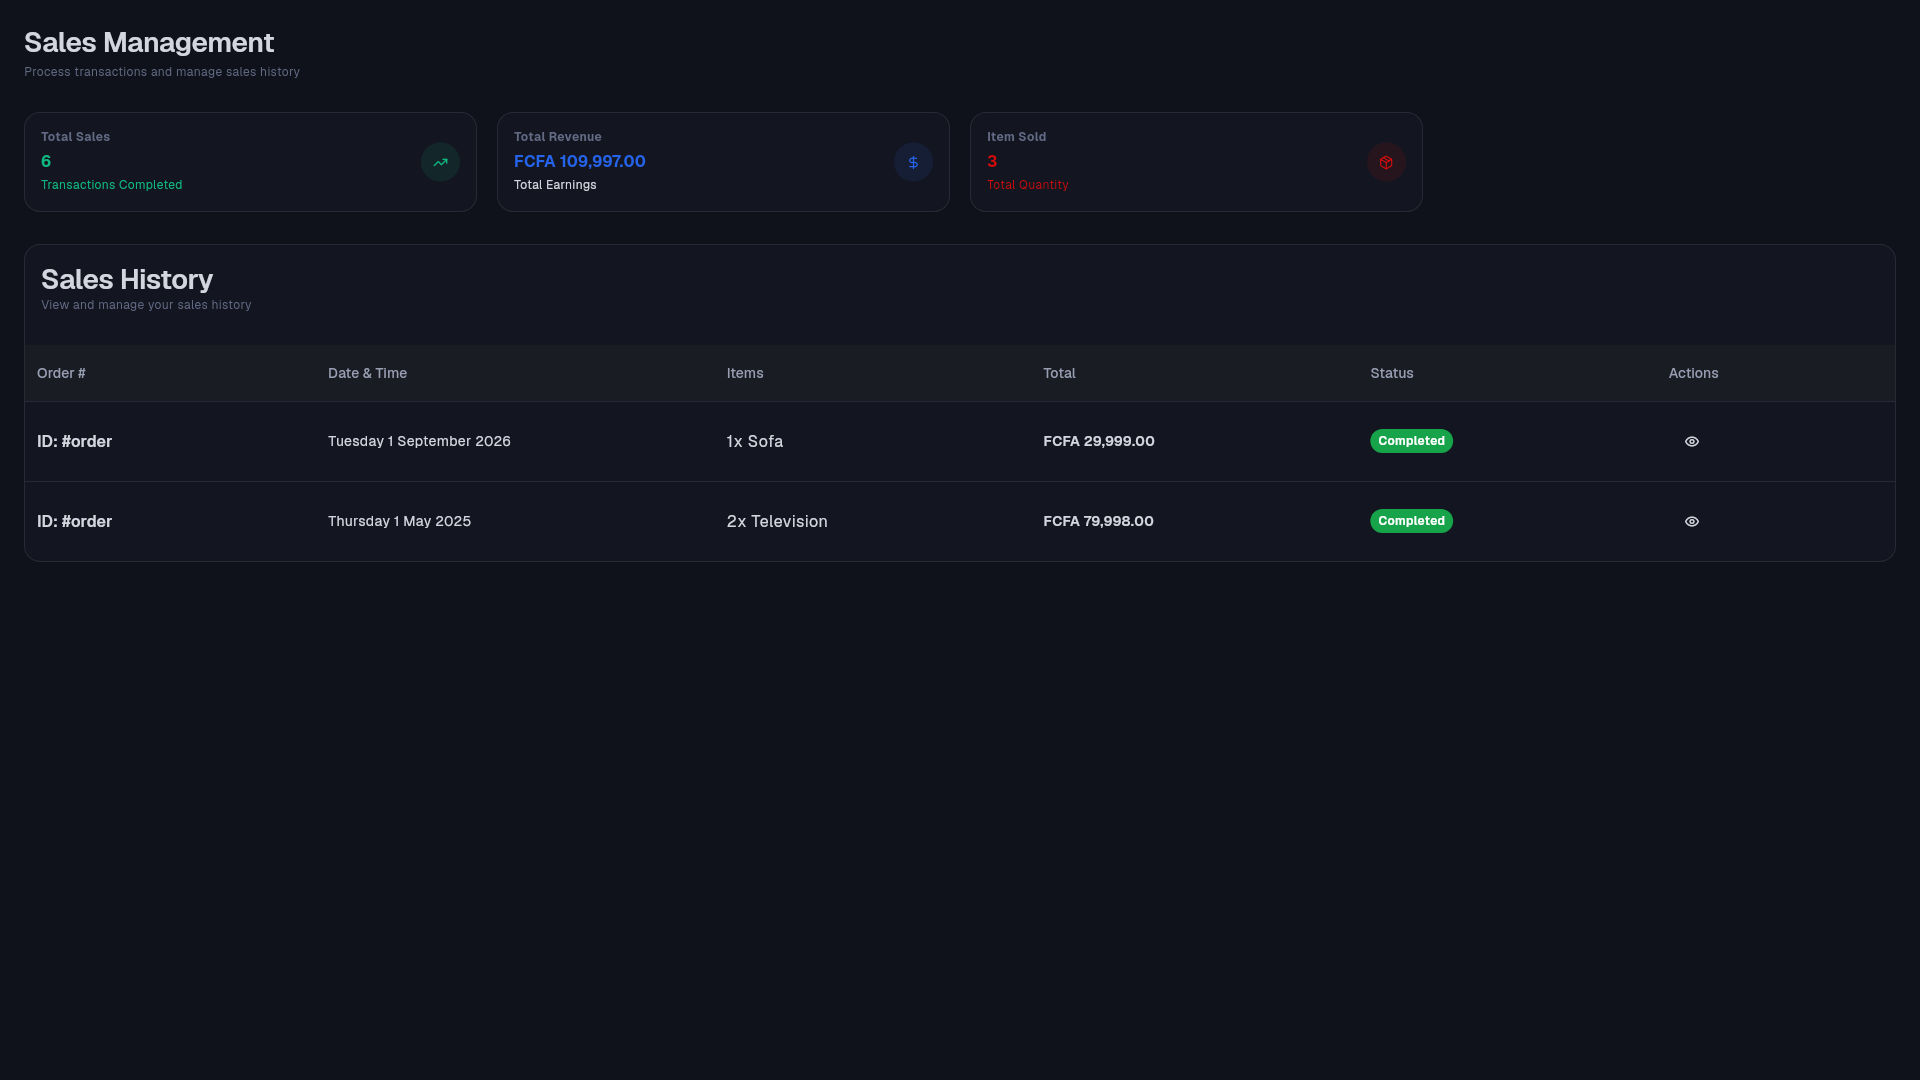 Sales Management
Process transactions and manage sales history
Total Sales
6
Transactions Completed
Total Revenue
FCFA 109,997.00
Total Earnings
Item Sold
3
Total Quantity
Sales History
View and manage your sales history
Order # Date & Time Items Total Status Actions
ID: #order Tuesday 1 September 2026 1x Sofa FCFA 29,999.00 Completed
ID: #order Thursday 1 May 2025 2x Television FCFA 79,998.00 Completed